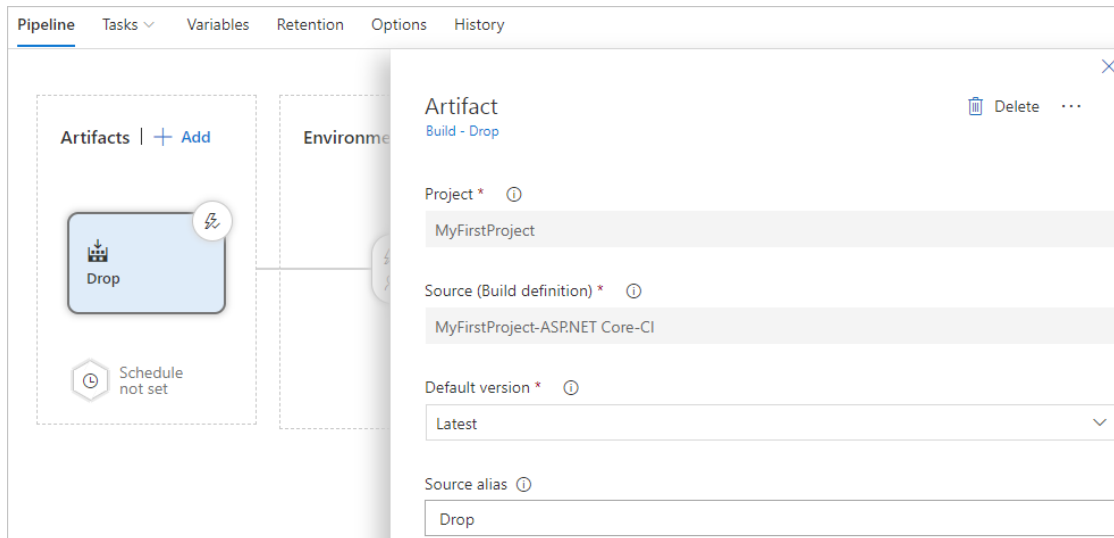 Pipeline Tasks Variables Retention Options History
Artifacts | + Add
Drop
Schedule
not set
Environme
Artifact
Delete ...
Build - Drop
Project *
MyFirstProject
Source (Build definition) *
MyFirstProject-ASP.NET Core-CI
Default version *
Latest
Source alias
Drop